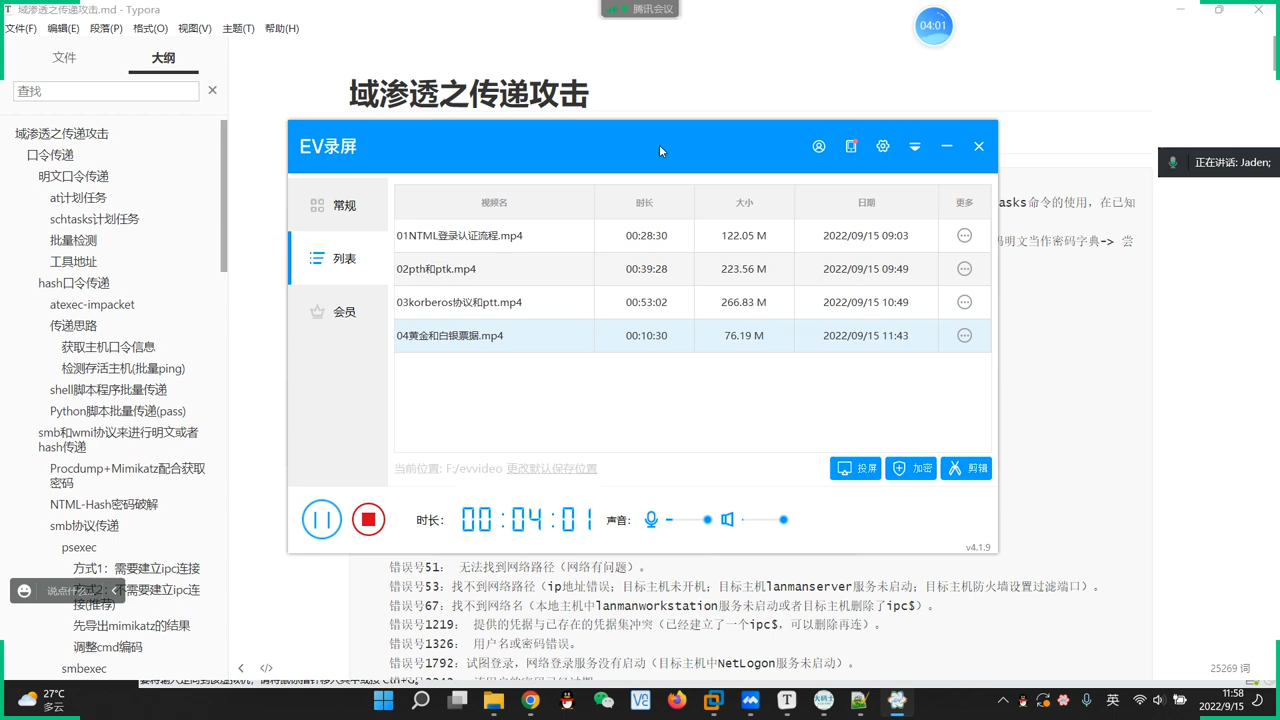 域渗透之传递攻击.md - Typora
腾讯会议
04:01
文件(F) 编辑(E) 段落(P) 格式(O) 视图(V) 主题(T) 帮助(H)
文件 大纲
查找
域渗透之传递攻击
口令传递
明文口令传递
at计划任务
schtasks计划任务
批量检测
工具地址
hash口令传递
atexec-impacket
传递思路
获取主机口令信息
检测存活主机(批量ping)
shell脚本程序批量传递
Python脚本批量传递(pass)
smb和wmi协议来进行明文或者
hash传递
Procdump+Mimikatz配合获取
密码
NTML-Hash密码破解
smb协议传递
psexec
方式1：需要建立ipc连接
方式2：不需要建立ipc连
接(推荐)
说点什么...
先导出mimikatz的结果
调整cmd编码
smbexec
域渗透之传递攻击
EV录屏
常规
列表
会员
视频名 时长 大小 日期 更多
01NTML登录认证流程.mp4 00:28:30 122.05 M 2022/09/15 09:03
02pth和ptk.mp4 00:39:28 223.56 M 2022/09/15 09:49
03korberos协议和ptt.mp4 00:53:02 266.83 M 2022/09/15 10:49
04黄金和白银票据.mp4 00:10:30 76.19 M 2022/09/15 11:43
当前位置: F:/evvideo 更改默认保存位置
投屏 加密 剪辑
时长: 00:04:01 声音:
v4.1.9
正在讲话: Jaden;
asks命令的使用，在已知
码明文当作密码字典-> 尝
错误号51： 无法找到网络路径（网络有问题）。
错误号53：找不到网络路径（ip地址错误；目标主机未开机；目标主机lanmanserver服务未启动；目标主机防火墙设置过滤端口）。
错误号67：找不到网络名（本地主机中lanmanworkstation服务未启动或者目标主机删除了ipc$）。
错误号1219： 提供的凭据与已存在的凭据集冲突（已经建立了一个ipc$，可以删除再连）。
错误号1326： 用户名或密码错误。
错误号1792：试图登录，网络登录服务没有启动（目标主机中NetLogon服务未启动）。
25269 词
27°C
多云
英
11:58
2022/9/15